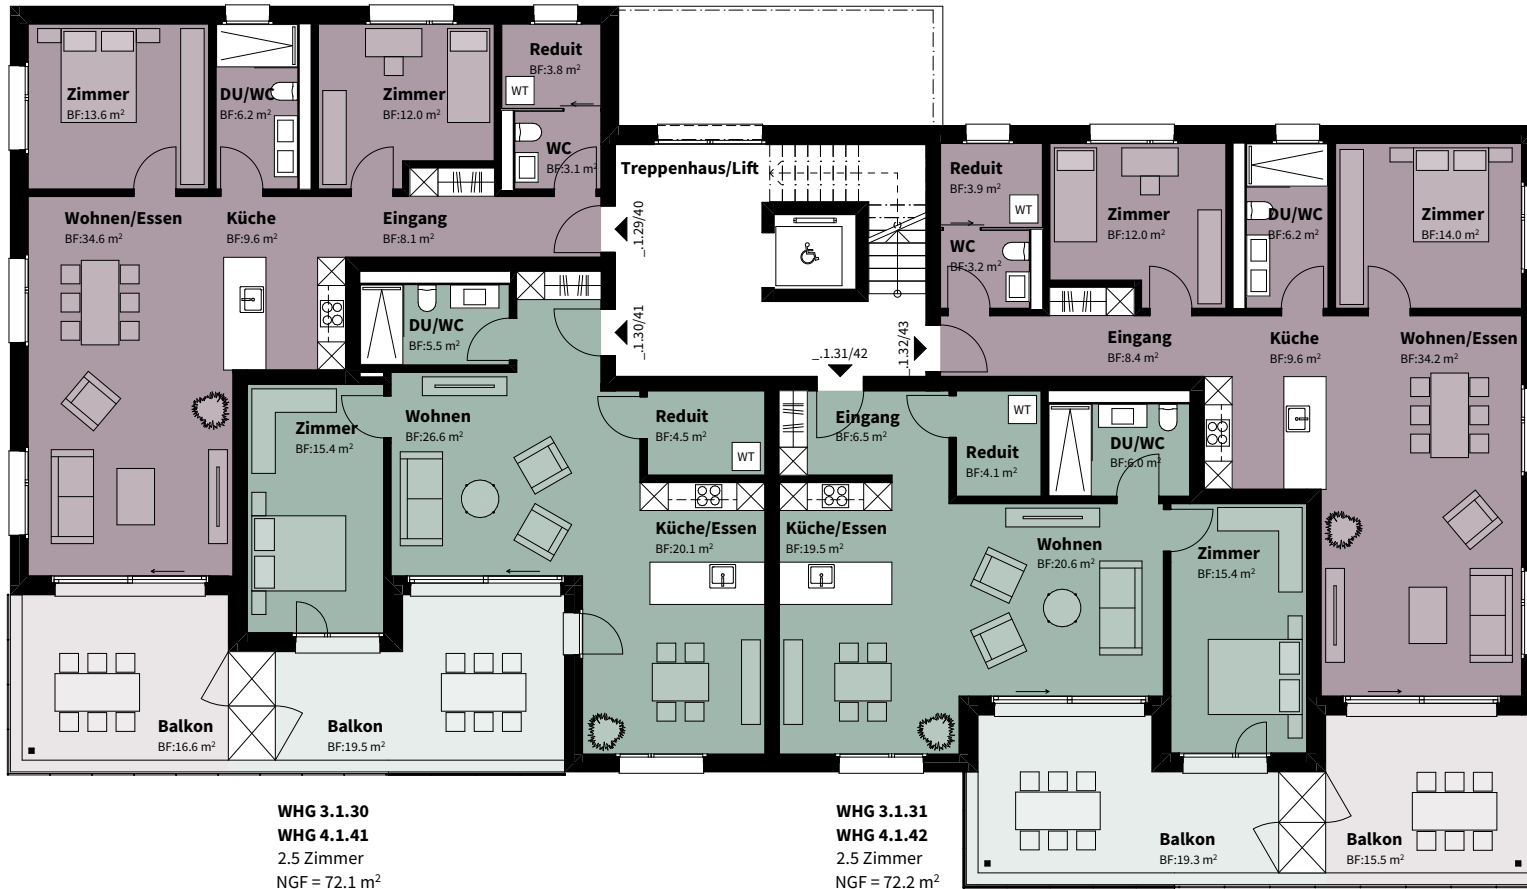 Zimmer
BF:13.6 m²
DU/WC
BF:6.2 m²
Zimmer
BF:12.0 m²
Reduit
BF:3.8 m²
WT
WC
BF:3.1 m²
Treppenhaus/Lift
Reduit
BF:3.9 m²
WT
WC
BF:3.2 m²
Zimmer
BF:12.0 m²
DU/WC
BF:6.2 m²
Zimmer
BF:14.0 m²
Wohnen/Essen
BF:34.6 m²
Küche
BF:9.6 m²
Eingang
BF:8.1 m²
_.1.29/40
_.1.30/41
_.1.31/42
_.1.32/43
DU/WC
BF:5.5 m²
Eingang
BF:8.4 m²
Küche
BF:9.6 m²
Wohnen/Essen
BF:34.2 m²
Zimmer
BF:15.4 m²
Wohnen
BF:26.6 m²
Reduit
BF:4.5 m²
WT
Eingang
BF:6.5 m²
WT
Reduit
BF:4.1 m²
DU/WC
BF:6.0 m²
Küche/Essen
BF:20.1 m²
Küche/Essen
BF:19.5 m²
Wohnen
BF:20.6 m²
Zimmer
BF:15.4 m²
Balkon
BF:16.6 m²
Balkon
BF:19.5 m²
Balkon
BF:19.3 m²
Balkon
BF:15.5 m²
WHG 3.1.30
WHG 4.1.41
2.5 Zimmer
NGF = 72.1 m²
WHG 3.1.31
WHG 4.1.42
2.5 Zimmer
NGF = 72.2 m²